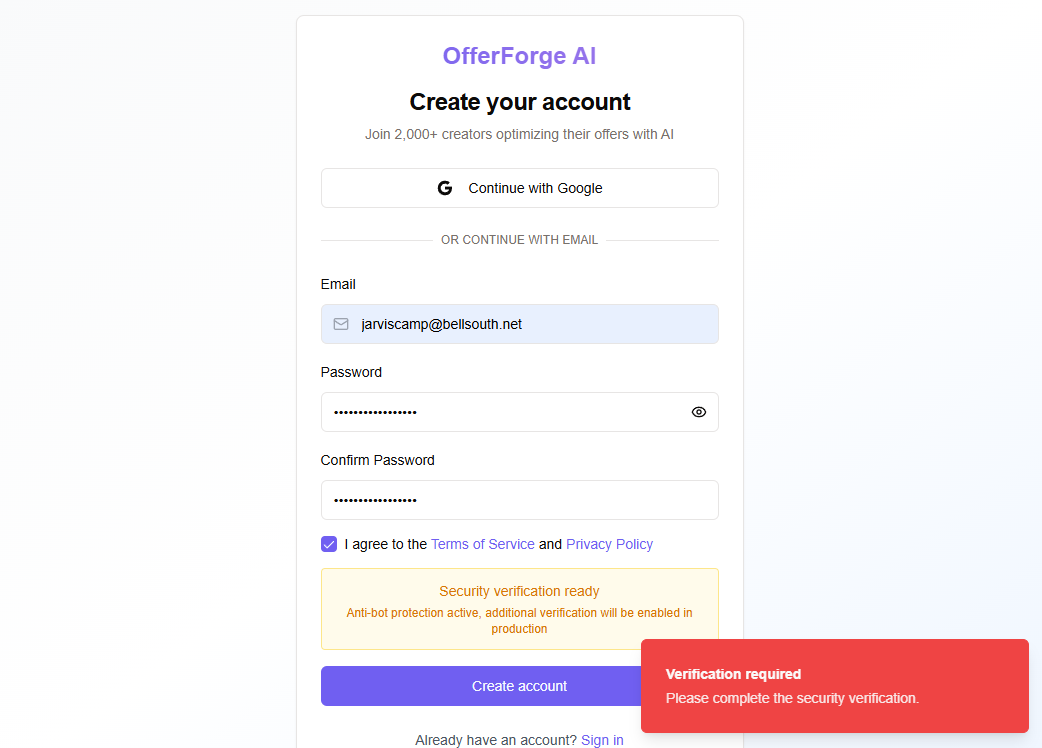 OfferForge AI
Create your account
Join 2,000+ creators optimizing their offers with AI
Continue with Google
OR CONTINUE WITH EMAIL
Email
jarviscamp@bellsouth.net
Password
•••••••••••••••••
Confirm Password
•••••••••••••••••
I agree to the Terms of Service and Privacy Policy
Security verification ready
Anti-bot protection active, additional verification will be enabled in
production
Create account
Verification required
Please complete the security verification.
Already have an account? Sign in